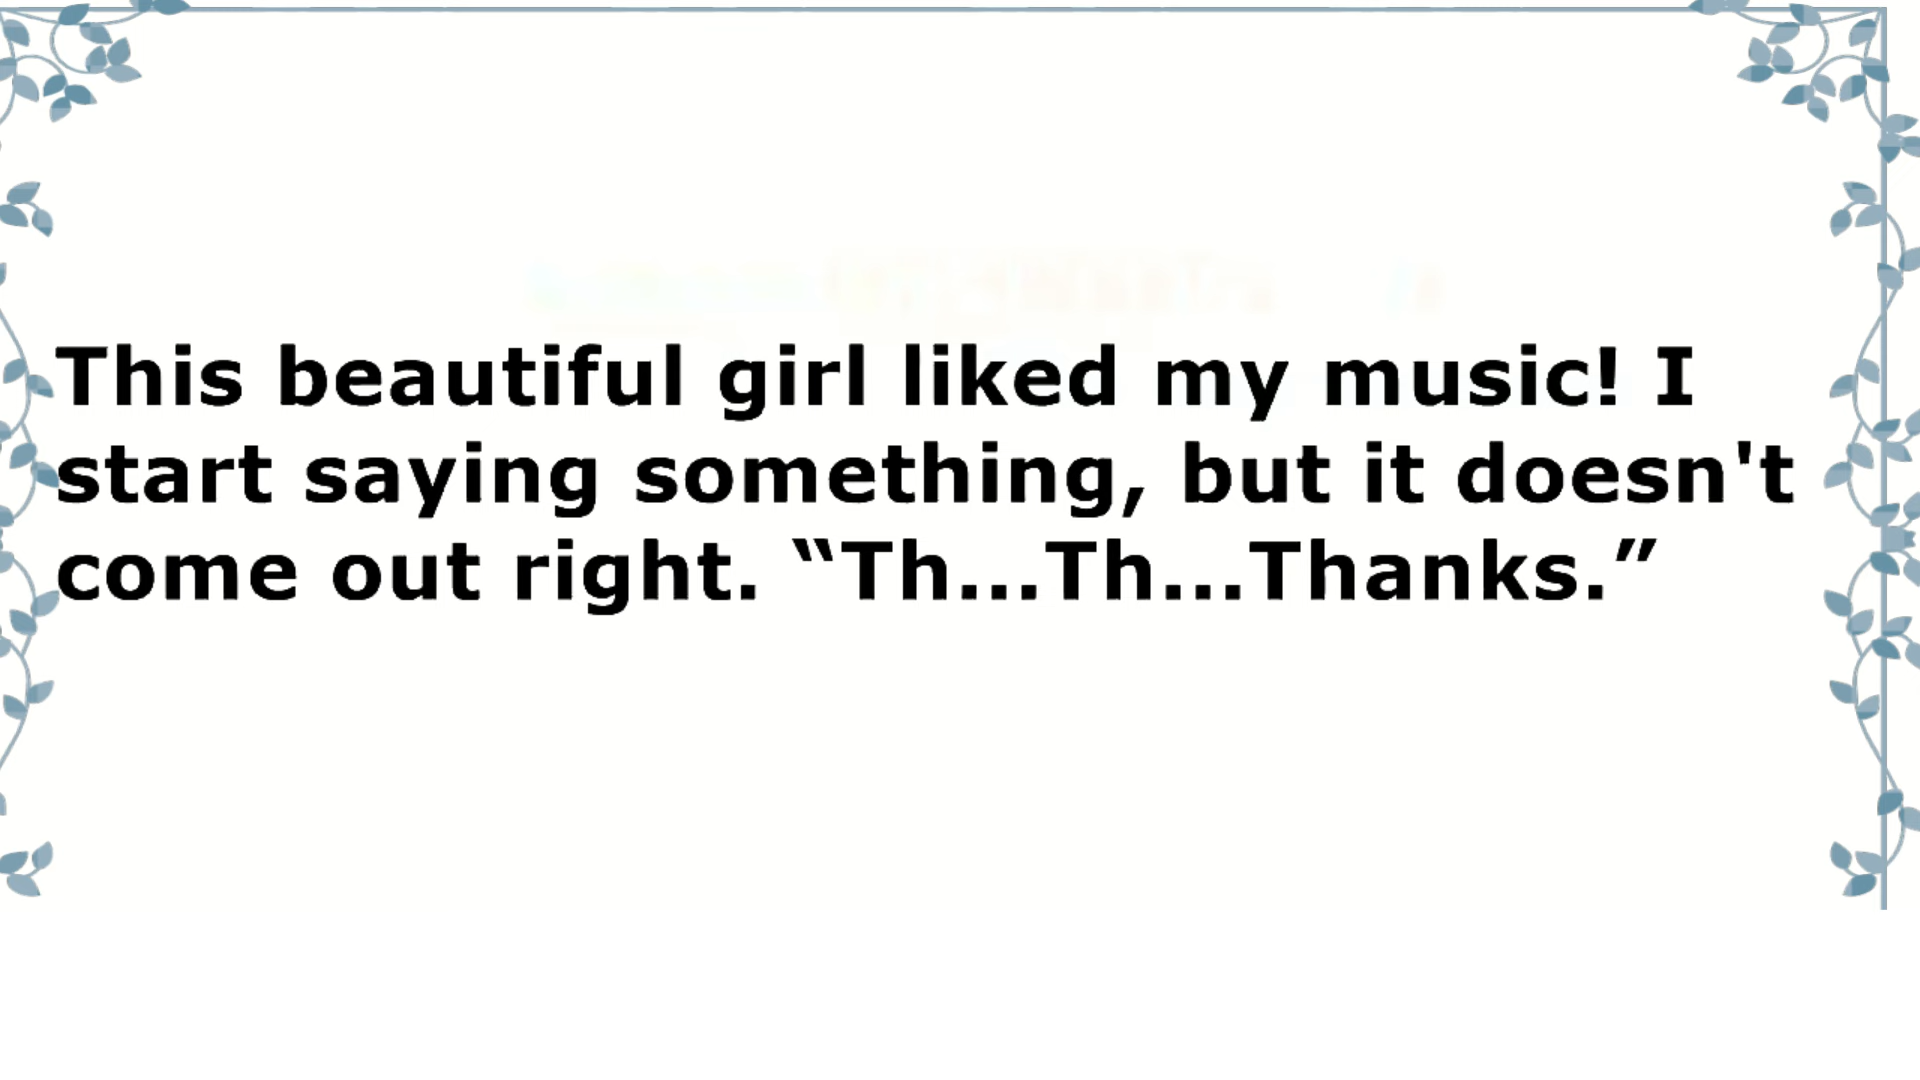 This beautiful girl liked my music! I
start saying something, but it doesn't
come out right. “Th...Th...Thanks.”